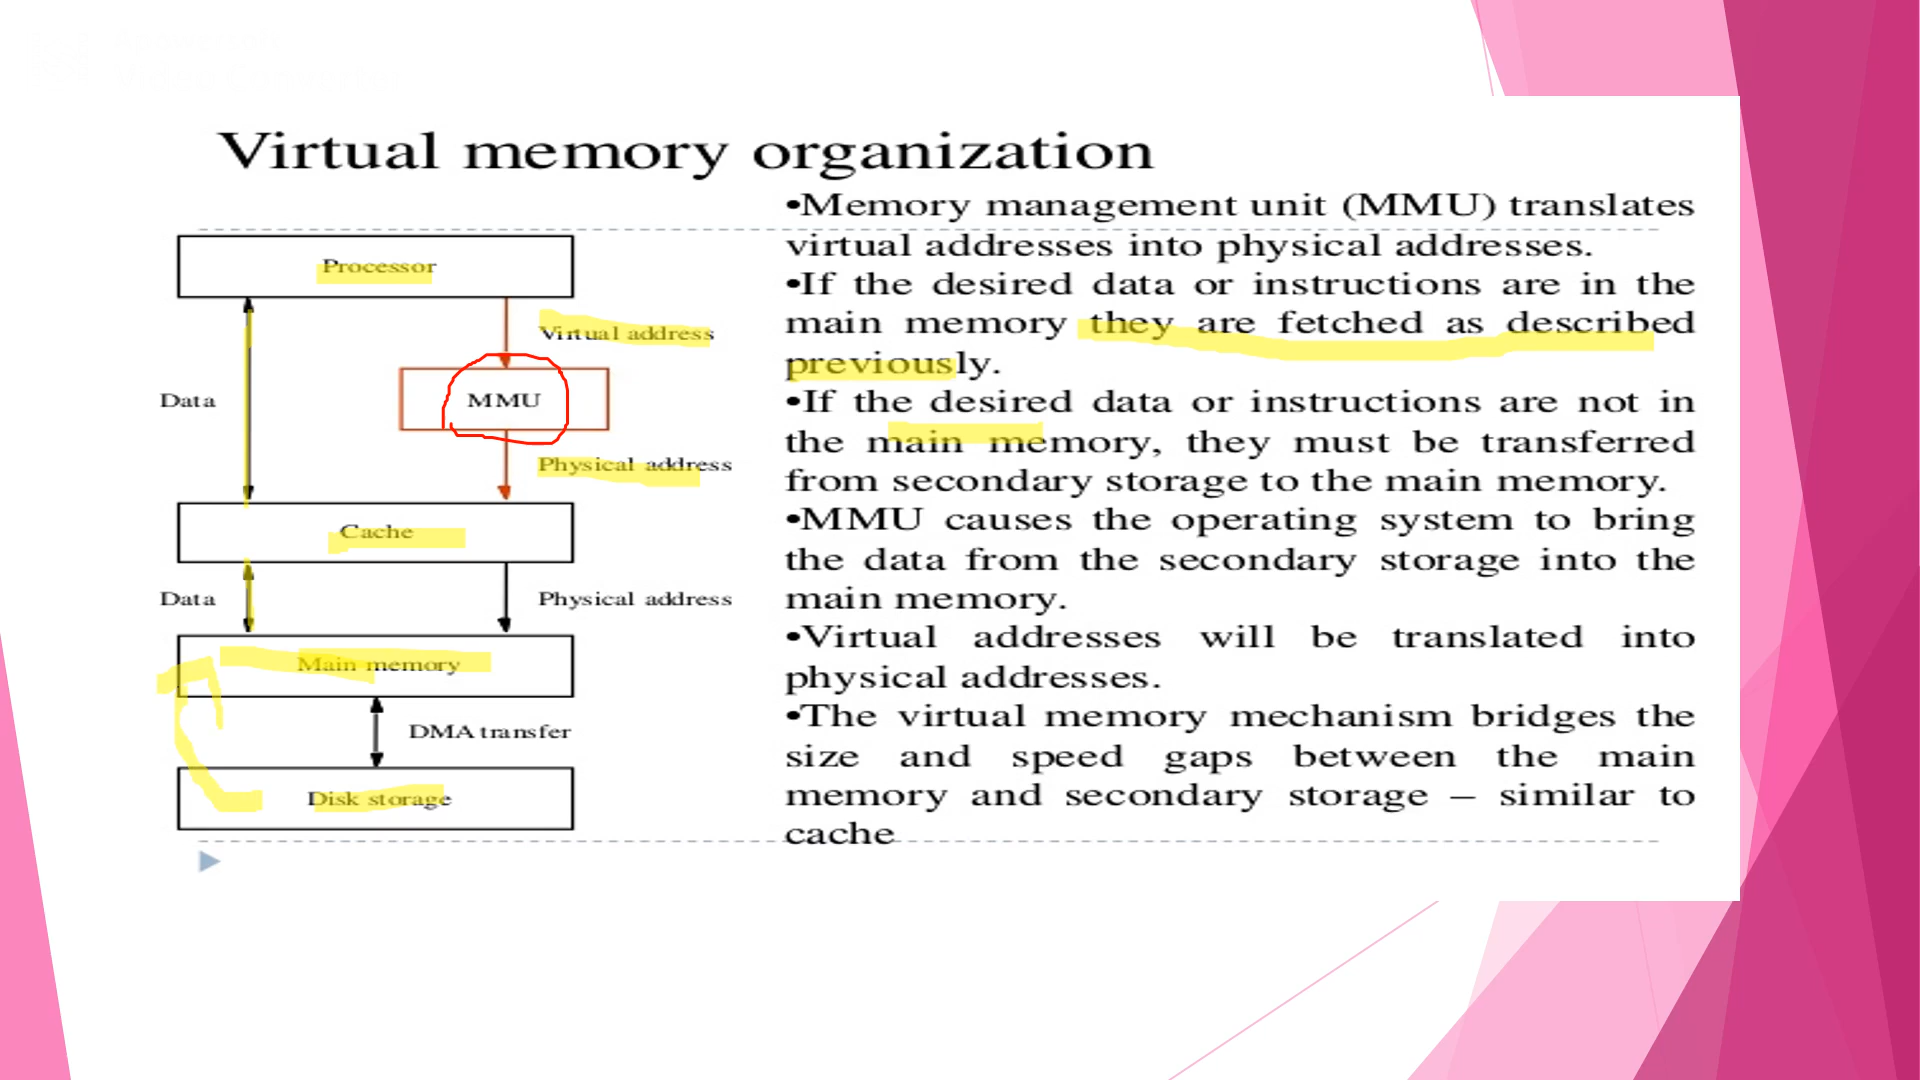 Virtual memory organization
Processor
Virtual address
Data
MMU
Physical address
Cache
Data
Physical address
Main memory
DMA transfer
Disk storage
•Memory management unit (MMU) translates
virtual addresses into physical addresses.
•If the desired data or instructions are in the
main memory they are fetched as described
previously.
•If the desired data or instructions are not in
the main memory, they must be transferred
from secondary storage to the main memory.
•MMU causes the operating system to bring
the data from the secondary storage into the
main memory.
•Virtual addresses will be translated into
physical addresses.
•The virtual memory mechanism bridges the
size and speed gaps between the main
memory and secondary storage – similar to
cache